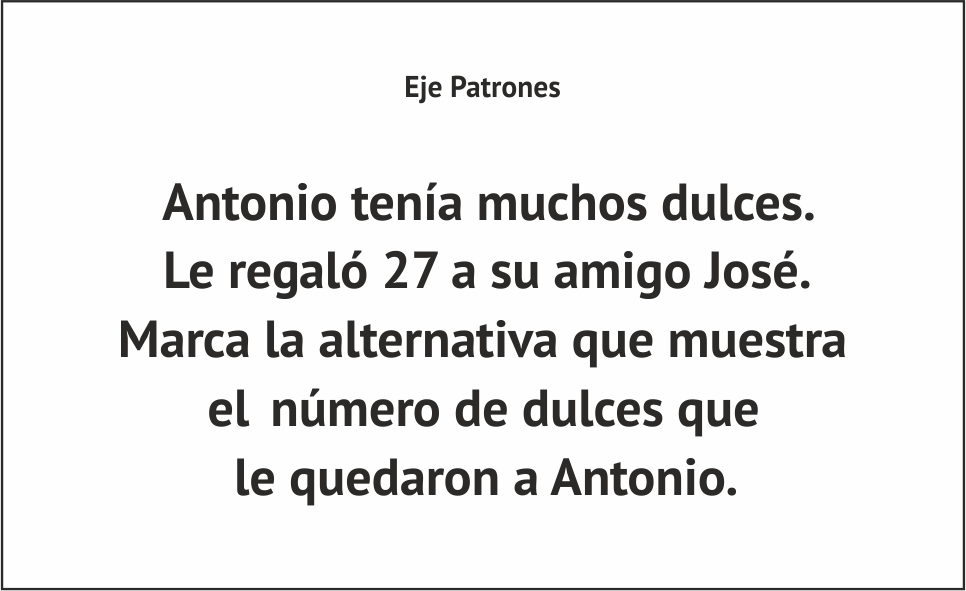 Eje Patrones
Antonio tenía muchos dulces.
Le regaló 27 a su amigo José.
Marca la alternativa que muestra
el número de dulces que
le quedaron a Antonio.